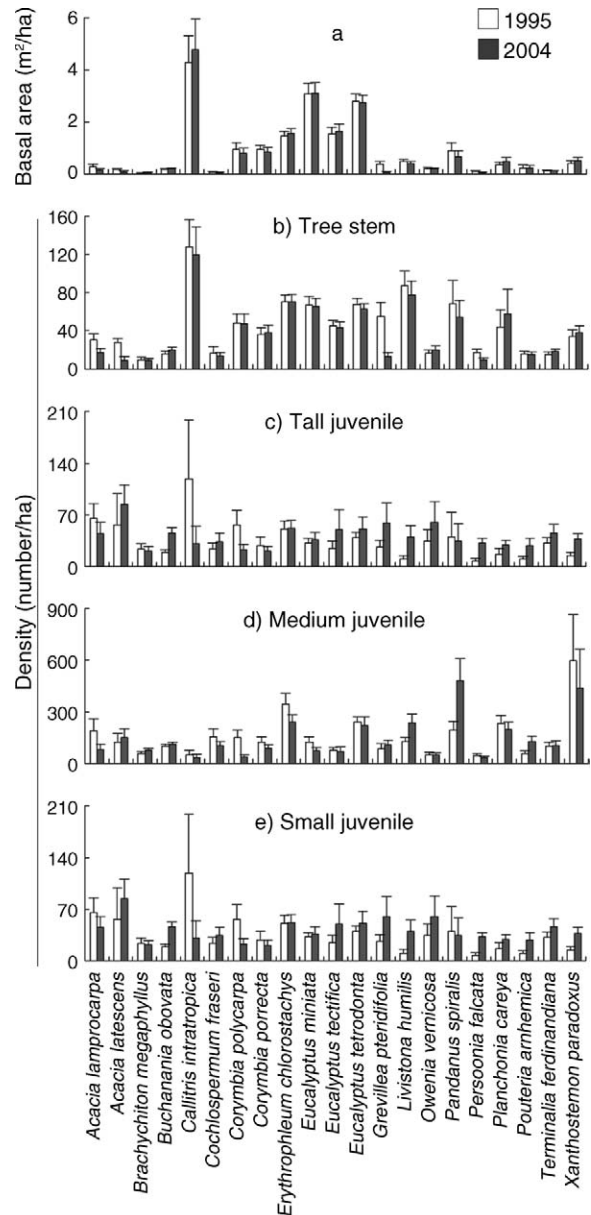 1995
2004
a
Basal area (m²/ha)
6
4
2
0
b) Tree stem
160
120
80
40
0
c) Tall juvenile
210
140
70
0
d) Medium juvenile
900
600
300
0
e) Small juvenile
210
140
70
0
Density (number/ha)
Acacia lamprocarpa
Acacia latescens
Brachychiton megaphyllus
Buchanania obovata
Callitris intratropica
Cochlospermum fraseri
Corymbia polycarpa
Corymbia porrecta
Erythrophleum chlorostachys
Eucalyptus miniata
Eucalyptus tectifica
Eucalyptus tetrodonta
Grevillea pteridifolia
Livistona humilis
Owenia vernicosa
Pandanus spiralis
Persoonia falcata
Planchonia careya
Pouteria arnhemica
Terminalia ferdinandiana
Xanthostemon paradoxus